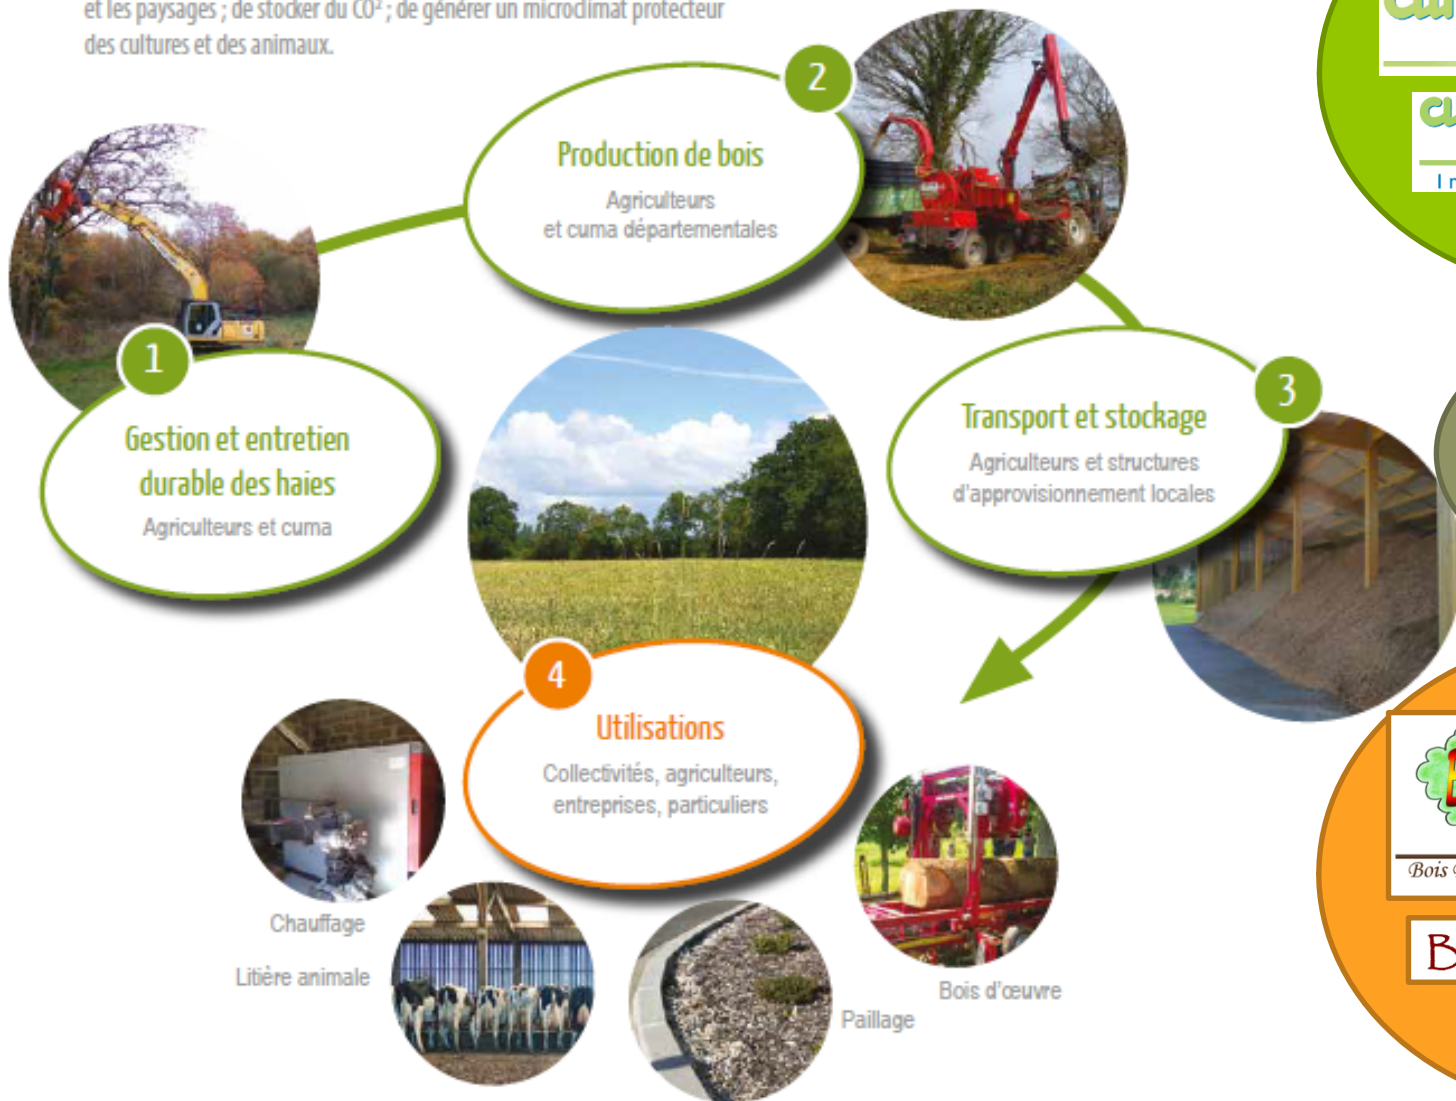 et les paysages ; de stocker du CO² ; de générer un microclimat protecteur
des cultures et des animaux.
2
Production de bois
Agriculteurs
et cuma départementales
1
Gestion et entretien
durable des haies
Agriculteurs et cuma
3
Transport et stockage
Agriculteurs et structures
d'approvisionnement locales
4
Utilisations
Collectivités, agriculteurs,
entreprises, particuliers
Chauffage
Litière animale
Paillage
Bois d'œuvre
Bois